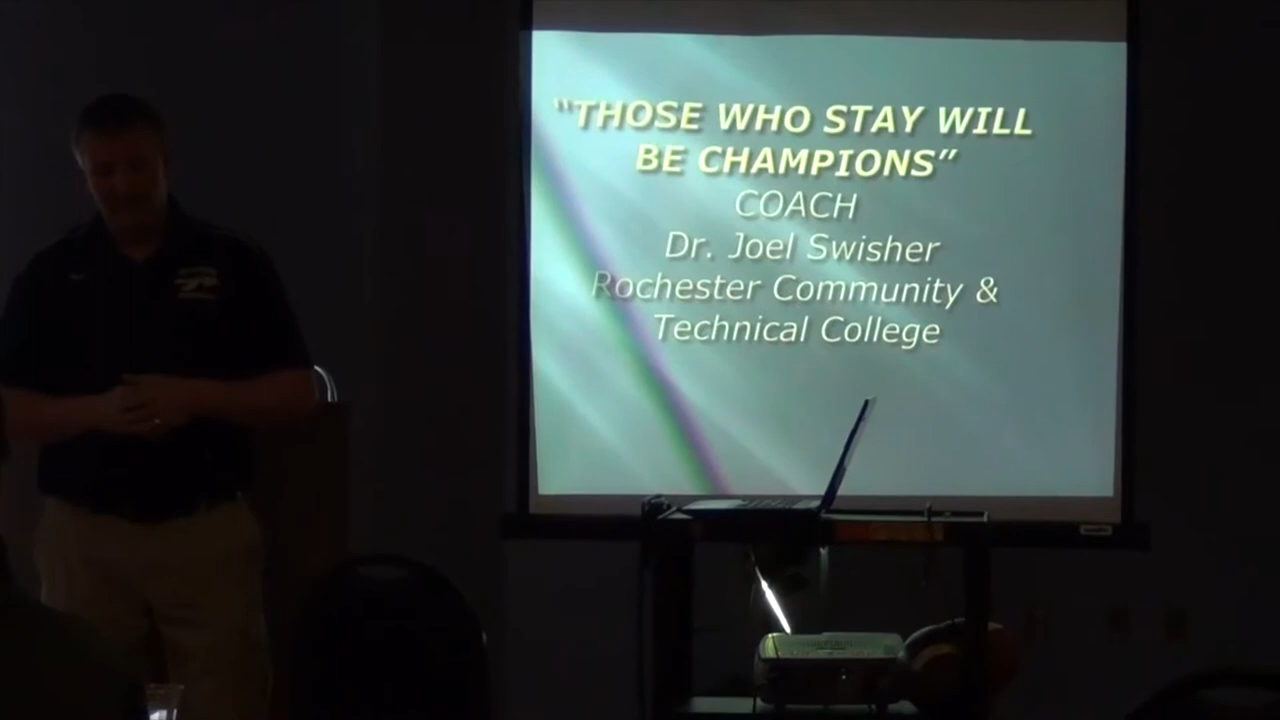 “THOSE WHO STAY WILL
BE CHAMPIONS”
COACH
Dr. Joel Swisher
Rochester Community &
Technical College